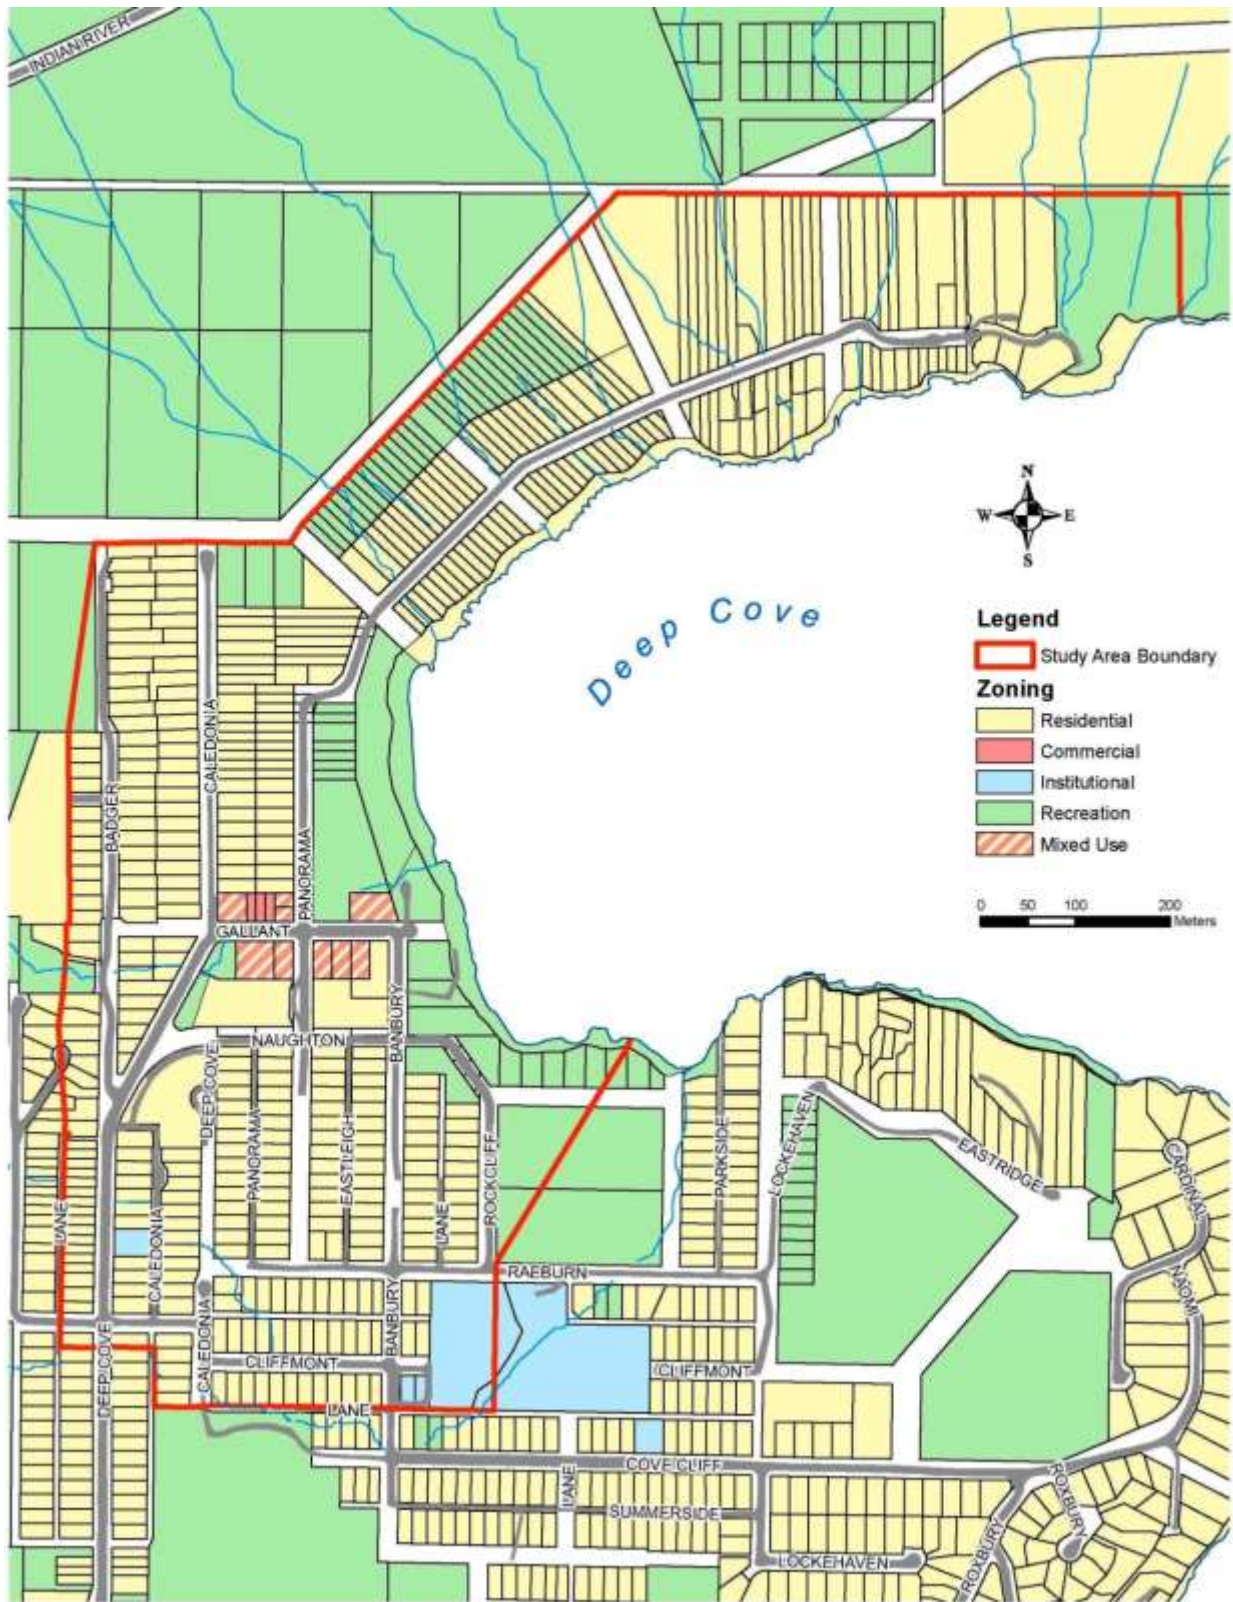 INDIAN RIVER
N
W E
S
Deep Cove
Legend
Study Area Boundary
Zoning
Residential
Commercial
Institutional
Recreation
Mixed Use
0 50 100 200
Meters
BADGER
CALEDONIA
PANORAMA
GALLANT
BANBURY
NAUGHTON
DEEP COVE
PANORAMA
EASTLEIGH
LANE
ROCKCLIFF
PARKSIDE
LOCKEHAVEN
EASTRIDGE
CARDINAL
NAOMI
LANE
CALEDONIA
RAEBURN
DEEP COVE
CALEDONIA
BANBURY
CLIFFMONT
CLIFFMONT
LANE
COVE CLIFF
LANE
SUMMERSIDE
LOCKEHAVEN
ROXBURY
ROXBURY